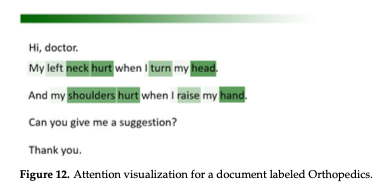 Hi, doctor.
My left neck hurt when I turn my head.
And my shoulders hurt when I raise my hand.
Can you give me a suggestion?
Thank you.
Figure 12. Attention visualization for a document labeled Orthopedics.